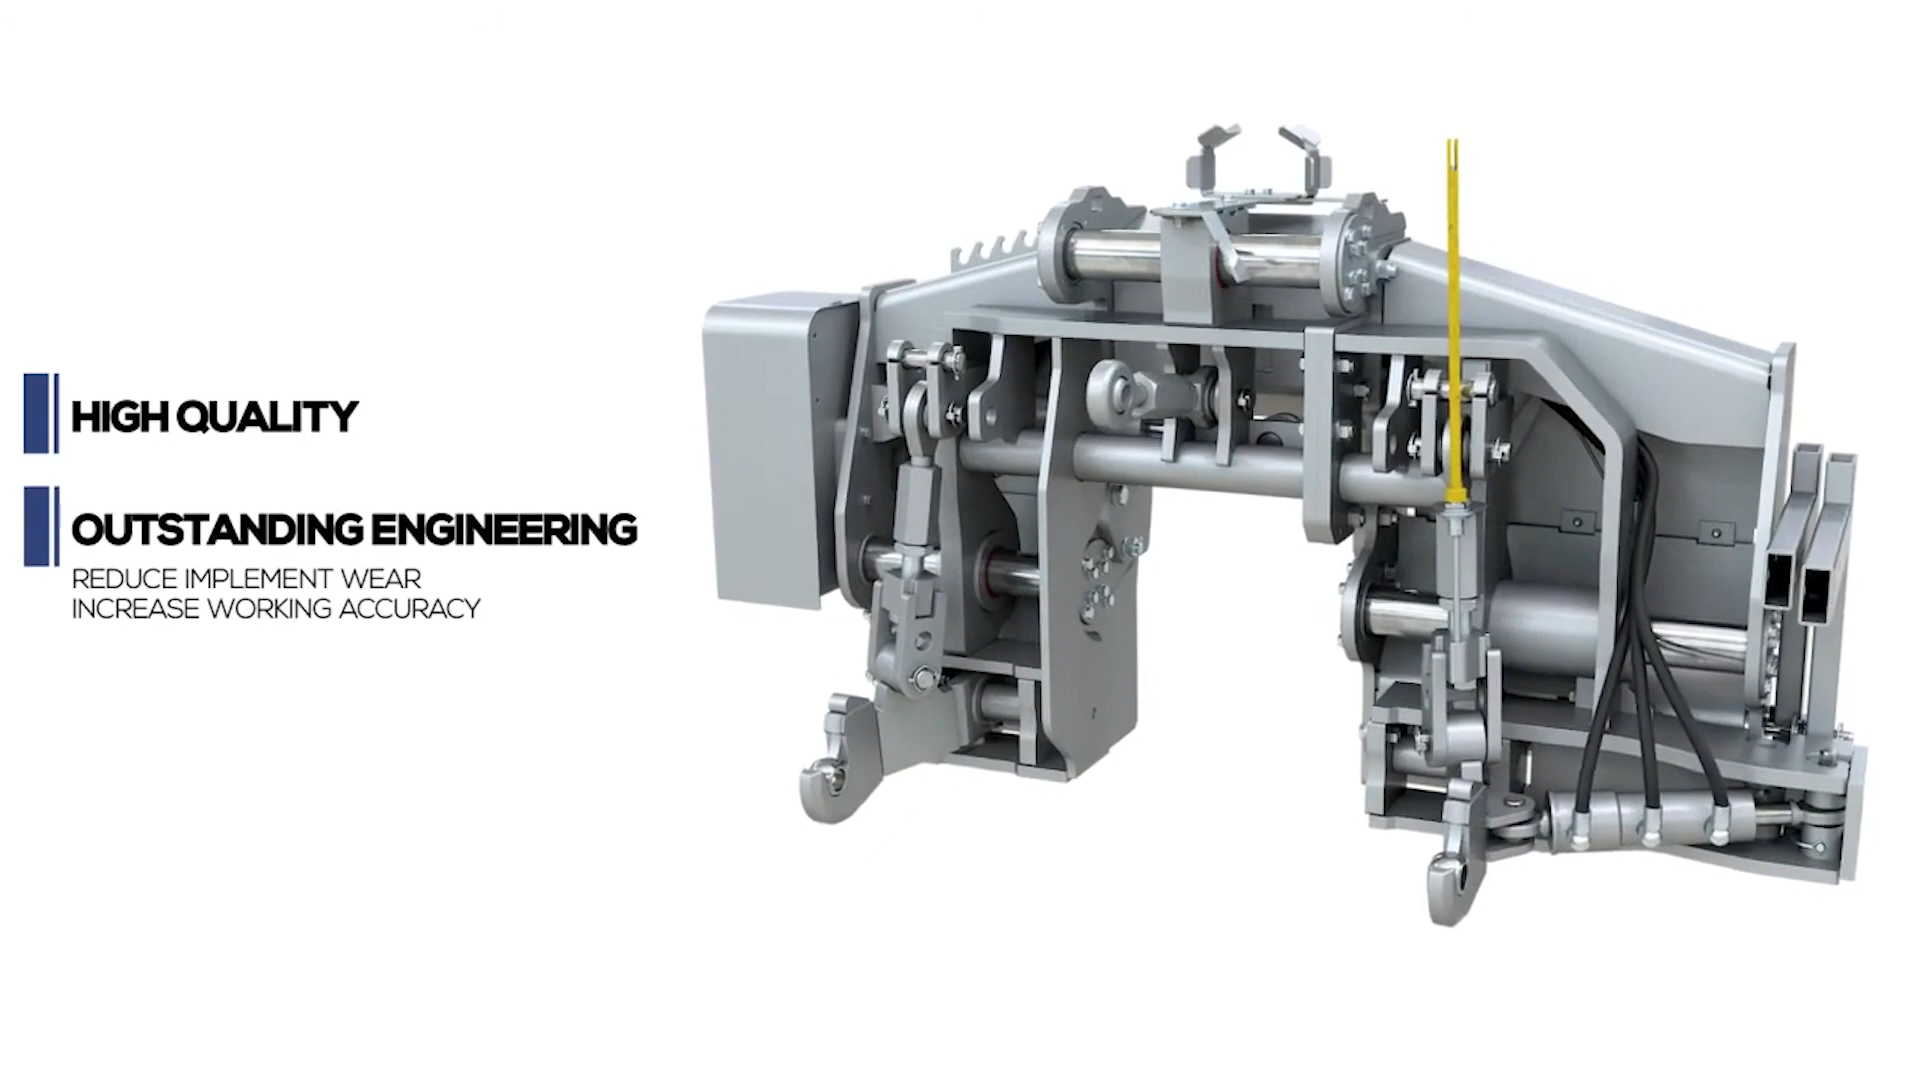 HIGH QUALITY
OUTSTANDING ENGINEERING
REDUCE IMPLEMENT WEAR
INCREASE WORKING ACCURACY